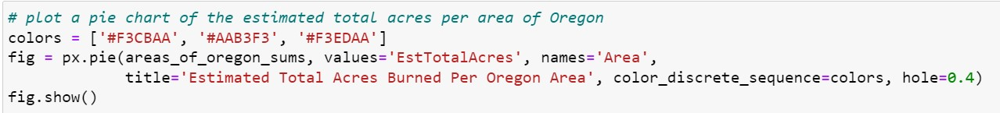 # plot a pie chart of the estimated total acres per area of Oregon
colors = ['#F3CBAA', '#AAB3F3', '#F3EDAA']
fig = px.pie(areas_of_oregon_sums, values='EstTotalAcres', names='Area',
             title='Estimated Total Acres Burned Per Oregon Area', color_discrete_sequence=colors, hole=0.4)
fig.show()